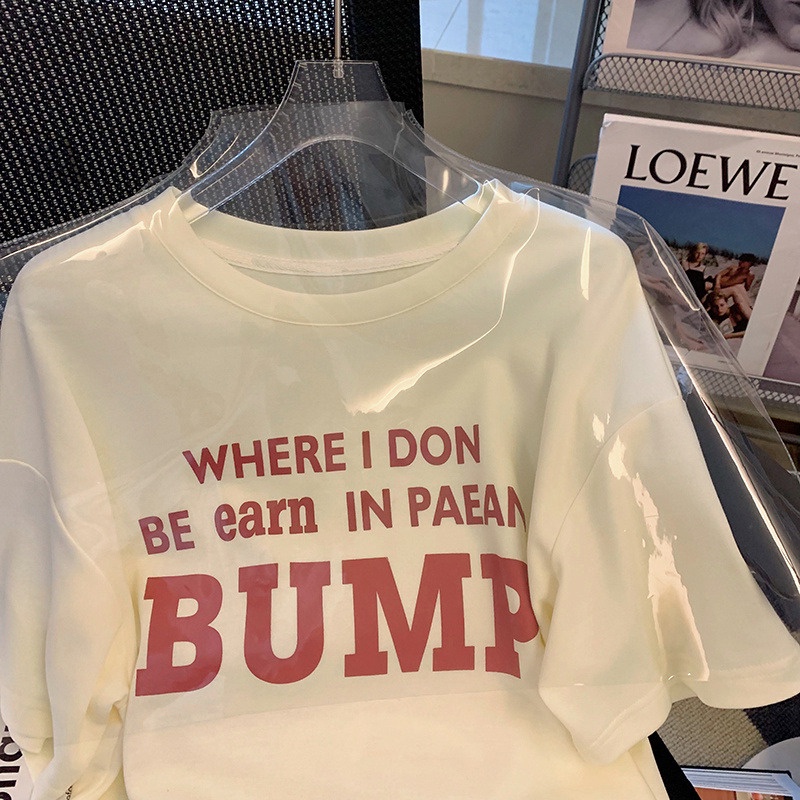 WHERE I DON
BE earn IN PAEAN
BUMP
LOEWE